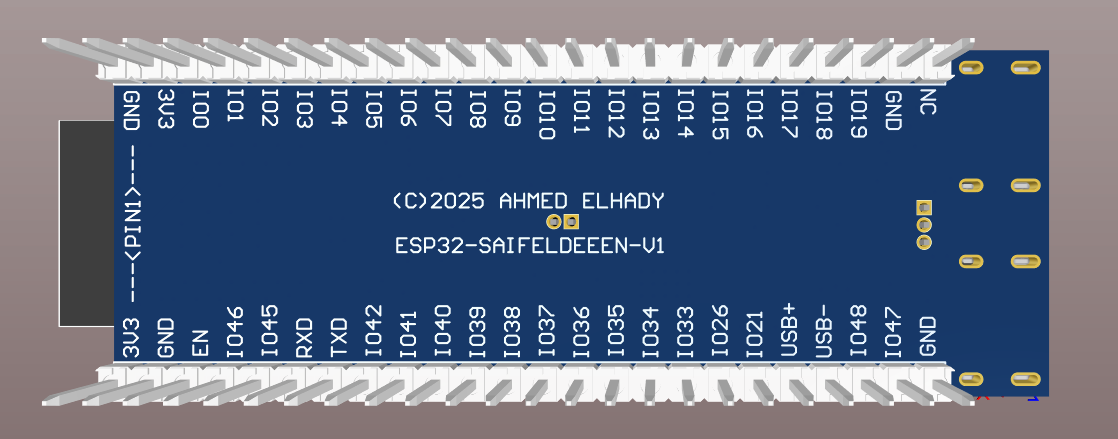 GND 3V3 IO0 IO1 IO2 IO3 IO4 IO5 IO6 IO7 IO8 IO9 IO10 IO11 IO12 IO13 IO14 IO15 IO16 IO17 IO18 IO19 GND NC
---<PIN1>---
(C)2025 AHMED ELHADY
ESP32-SAIFELDEEEN-V1
3V3 GND EN IO46 IO45 RXD TXD IO42 IO41 IO40 IO39 IO38 IO37 IO36 IO35 IO34 IO33 IO26 IO21 USB+ USB- IO48 IO47 GND